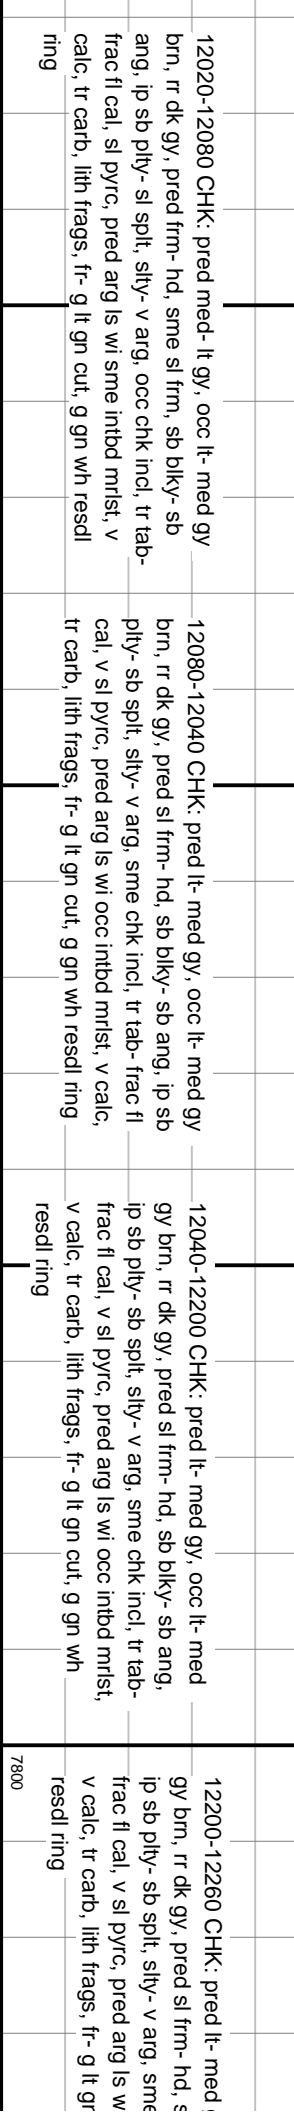 12020-12080 CHK: pred med- lt gy, occ lt- med gy
brn, rr dk gy, pred frm- hd, sme sl frm, sb blky- sb
ang, ip sb plty- sl splt, slty- v arg, occ chk incl, tr tab-
frac fl cal, sl pyrc, pred arg ls wi sme intbd mrlst, v
calc, tr carb, lith frags, fr- g lt gn cut, g gn wh resdl
ring
12080-12040 CHK: pred lt- med gy, occ lt- med gy
brn, rr dk gy, pred sl frm- hd, sb blky- sb ang, ip sb
plty- sb splt, slty- v arg, sme chk incl, tr tab- frac fl
cal, v sl pyrc, pred arg ls wi occ intbd mrlst, v calc,
tr carb, lith frags, fr- g lt gn cut, g gn wh resdl ring
12040-12200 CHK: pred lt- med gy, occ lt- med
gy brn, rr dk gy, pred sl frm- hd, sb blky- sb ang,
ip sb plty- sb splt, slty- v arg, sme chk incl, tr tab-
frac fl cal, v sl pyrc, pred arg ls wi occ intbd mrlst,
v calc, tr carb, lith frags, fr- g lt gn cut, g gn wh
resdl ring
12200-12260 CHK: pred lt- med
gy brn, rr dk gy, pred sl frm- hd,
ip sb plty- sb splt, slty- v arg, sme
frac fl cal, v sl pyrc, pred arg ls
v calc, tr carb, lith frags, fr- g lt
resdl ring
7800